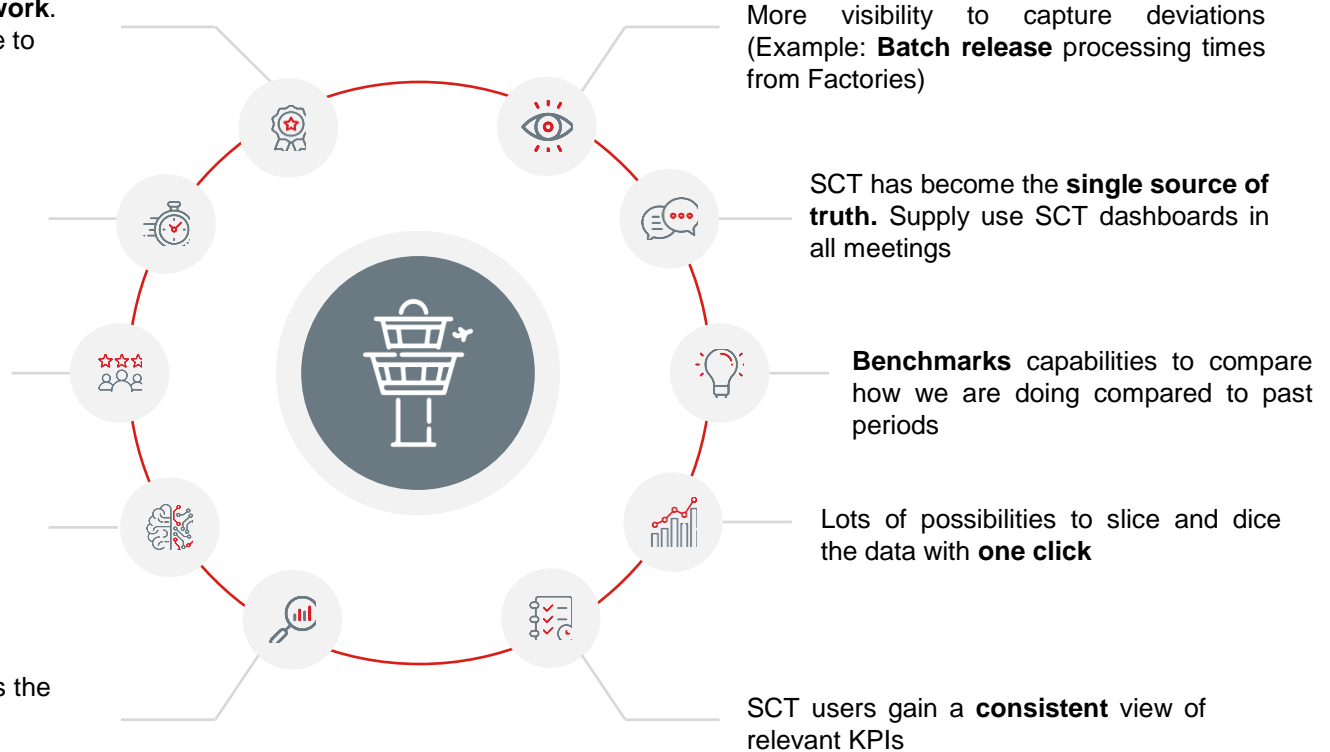 work.
e to
s the
More visibility to capture deviations
(Example: Batch release processing times
from Factories)
SCT has become the single source of
truth. Supply use SCT dashboards in
all meetings
Benchmarks capabilities to compare
how we are doing compared to past
periods
Lots of possibilities to slice and dice
the data with one click
SCT users gain a consistent view of
relevant KPIs